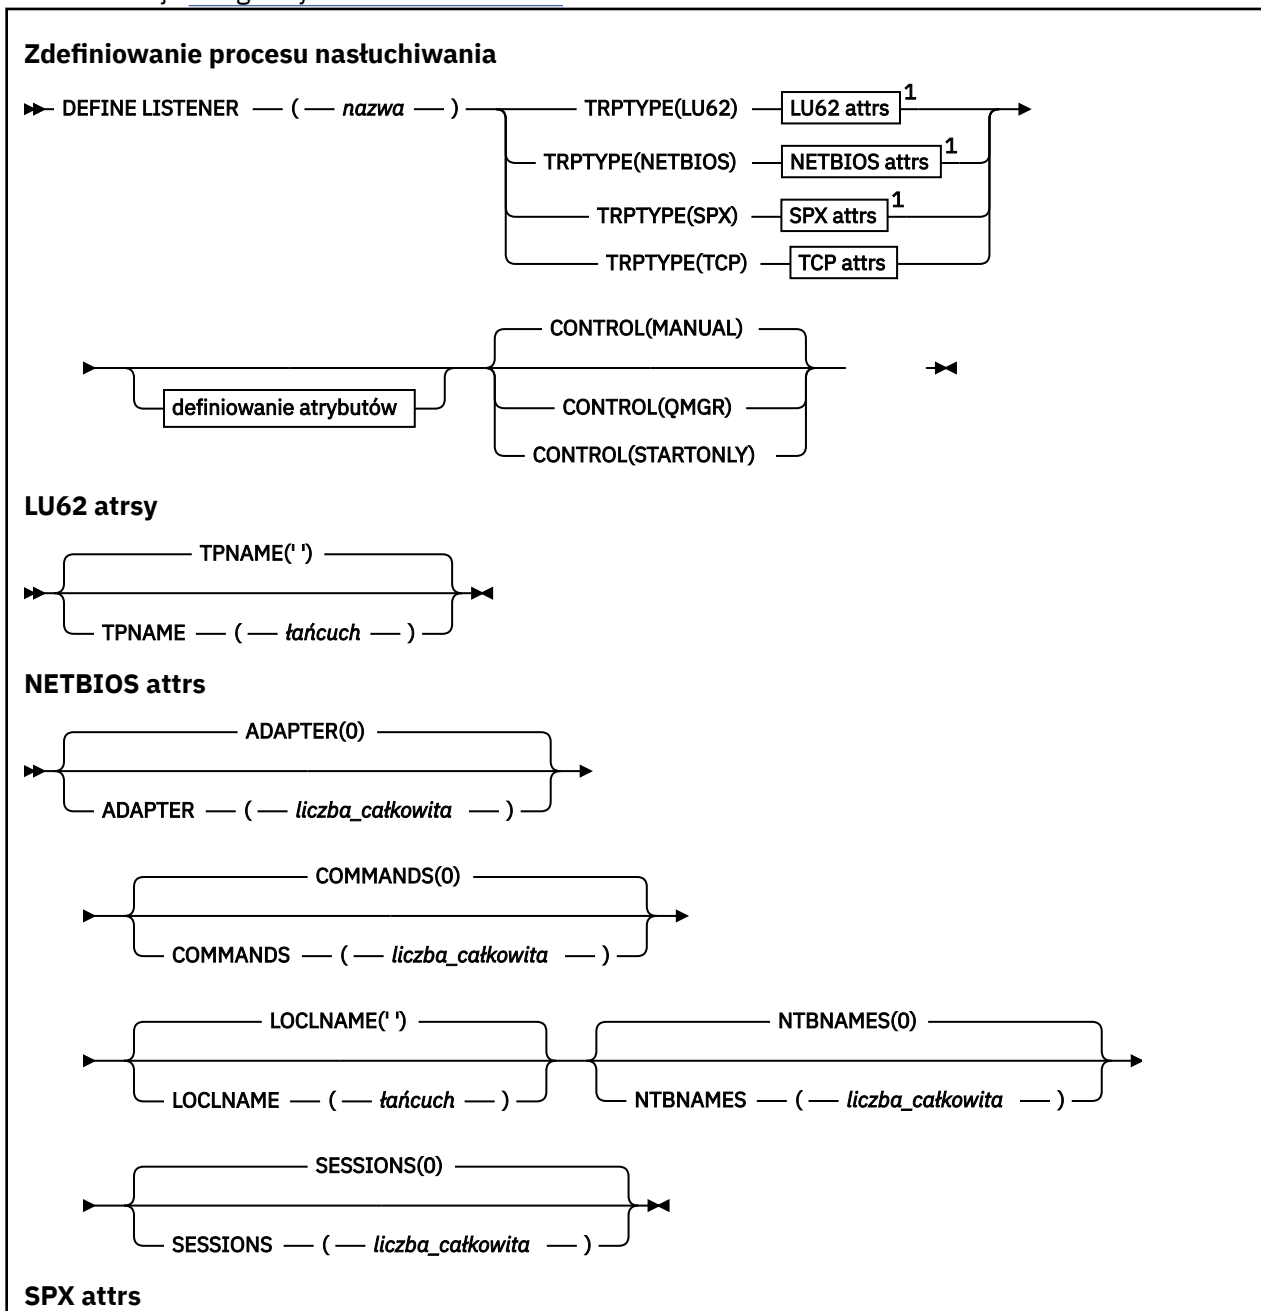 Zdefiniowanie procesu nasłuchiwania
DEFINE LISTENER ( nazwa ) TRPTYPE(LU62) LU62 attrs 1
TRPTYPE(NETBIOS) NETBIOS attrs 1
TRPTYPE(SPX) SPX attrs 1
TRPTYPE(TCP) TCP attrs
CONTROL(MANUAL)
definiowanie atrybutów CONTROL(QMGR)
CONTROL(STARTONLY)
LU62 atrsy
TPNAME(' ')
TPNAME ( łańcuch )
NETBIOS attrs
ADAPTER(0)
ADAPTER ( liczba_całkowita )
COMMANDS(0)
COMMANDS ( liczba_całkowita )
LOCLNAME(' ') NTBNAMES(0)
LOCLNAME ( łańcuch ) NTBNAMES ( liczba_całkowita )
SESSIONS(0)
SESSIONS ( liczba_całkowita )
SPX attrs